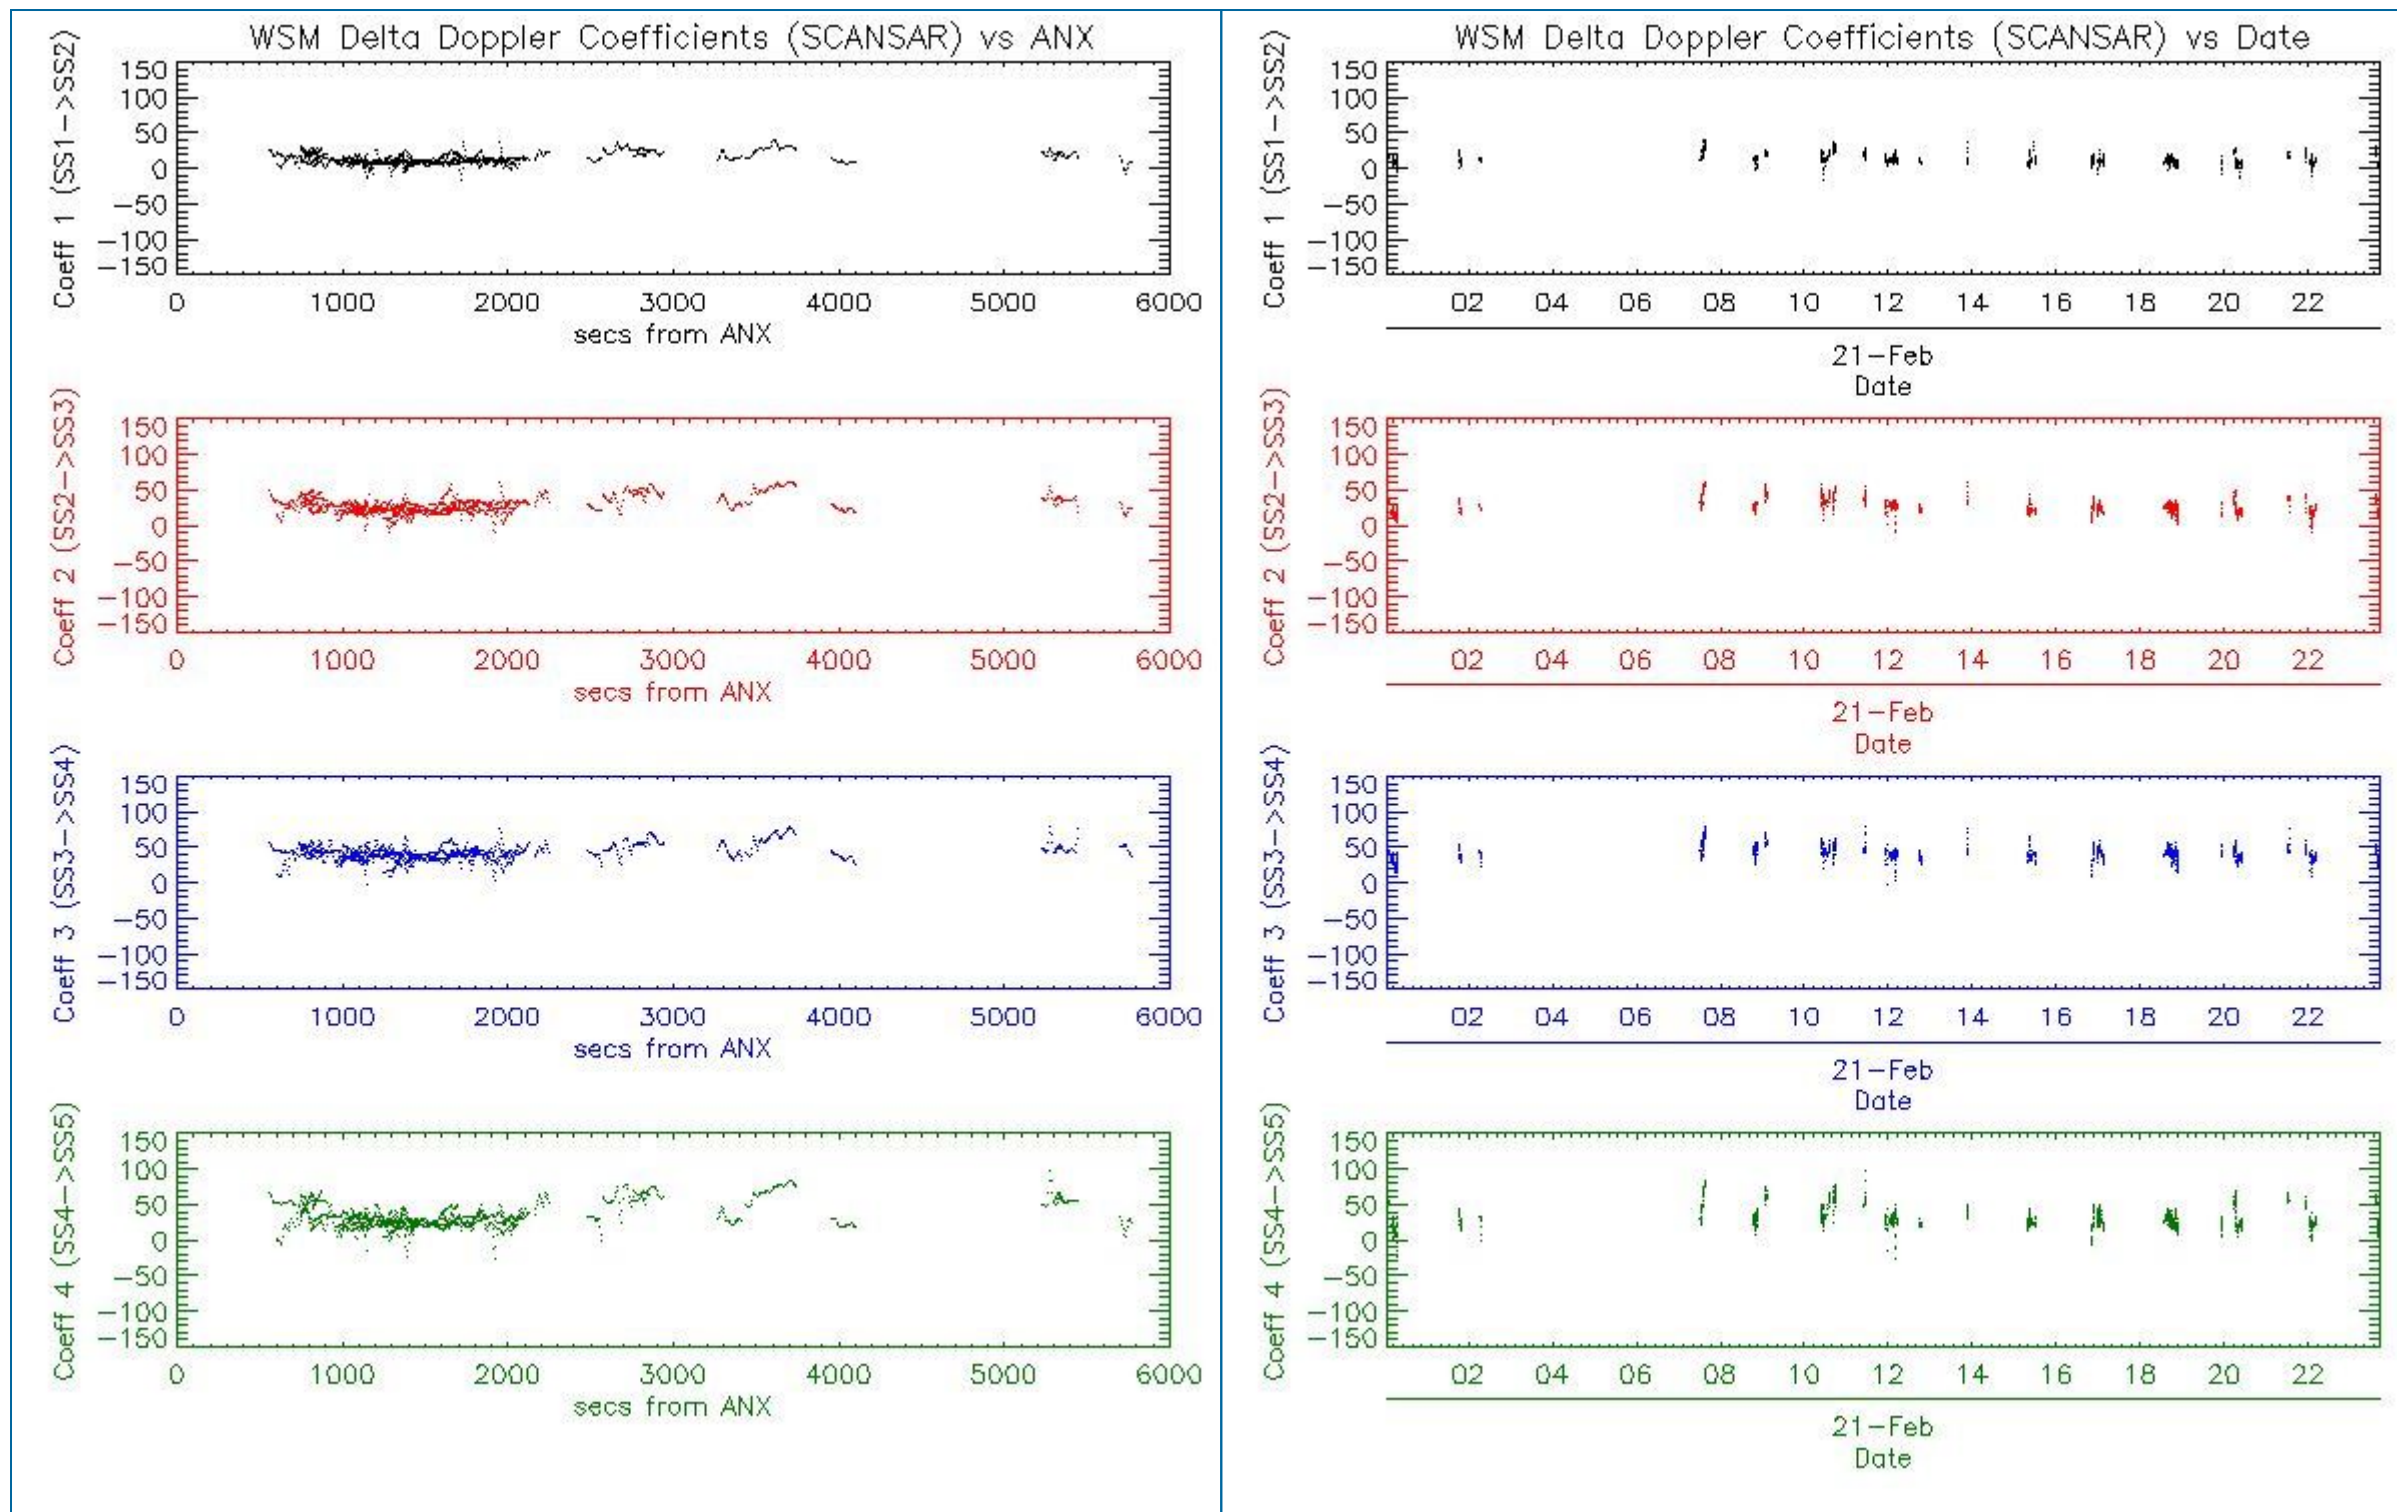 WSM Delta Doppler Coefficients (SCANSAR) vs ANX
Coeff 1 (SS1->SS2)
150
100
50
0
-50
-100
-150
0 1000 2000 3000 4000 5000 6000
secs from ANX
Coeff 2 (SS2->SS3)
150
100
50
0
-50
-100
-150
0 1000 2000 3000 4000 5000 6000
secs from ANX
Coeff 3 (SS3->SS4)
150
100
50
0
-50
-100
-150
0 1000 2000 3000 4000 5000 6000
secs from ANX
Coeff 4 (SS4->SS5)
150
100
50
0
-50
-100
-150
0 1000 2000 3000 4000 5000 6000
secs from ANX
WSM Delta Doppler Coefficients (SCANSAR) vs Date
Coeff 1 (SS1->SS2)
150
100
50
0
-50
-100
-150
02 04 06 08 10 12 14 16 18 20 22
21-Feb
Date
Coeff 2 (SS2->SS3)
150
100
50
0
-50
-100
-150
02 04 06 08 10 12 14 16 18 20 22
21-Feb
Date
Coeff 3 (SS3->SS4)
150
100
50
0
-50
-100
-150
02 04 06 08 10 12 14 16 18 20 22
21-Feb
Date
Coeff 4 (SS4->SS5)
150
100
50
0
-50
-100
-150
02 04 06 08 10 12 14 16 18 20 22
21-Feb
Date